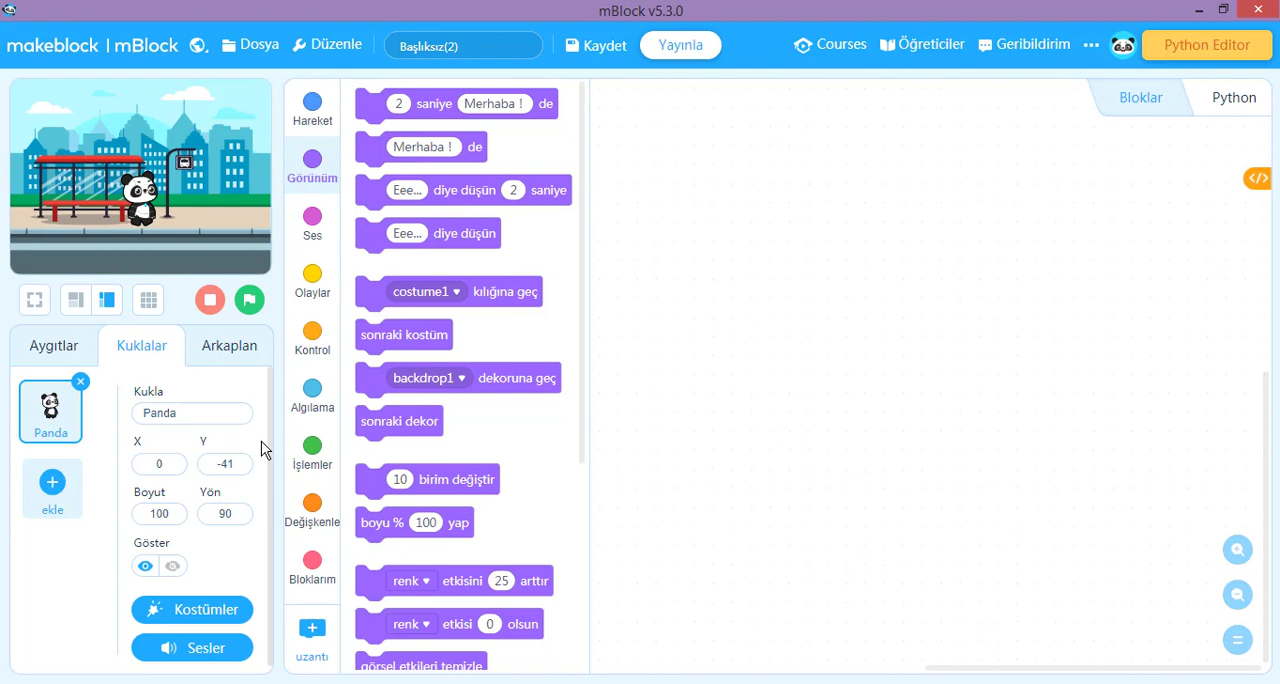 mBlock v5.3.0
makeblock | mBlock
Dosya
Düzenle
Başlıksız(2)
Kaydet
Yayınla
Courses
Öğreticiler
Geribildirim
Python Editor
Aygıtlar
Kuklalar
Arkaplan
Panda
ekle
Kukla
Panda
X
Y
0
-41
Boyut
Yön
100
90
Göster
Kostümler
Sesler
Hareket
Görünüm
Ses
Olaylar
Kontrol
Algılama
İşlemler
Değişkenle
Bloklarım
uzantı
2 saniye Merhaba ! de
Merhaba ! de
Eee... diye düşün 2 saniye
Eee... diye düşün
costume1 kılığına geç
sonraki kostüm
backdrop1 dekoruna geç
sonraki dekor
10 birim değiştir
boyu % 100 yap
renk etkisini 25 arttır
renk etkisi 0 olsun
görsel etkileri temizle
Bloklar
Python